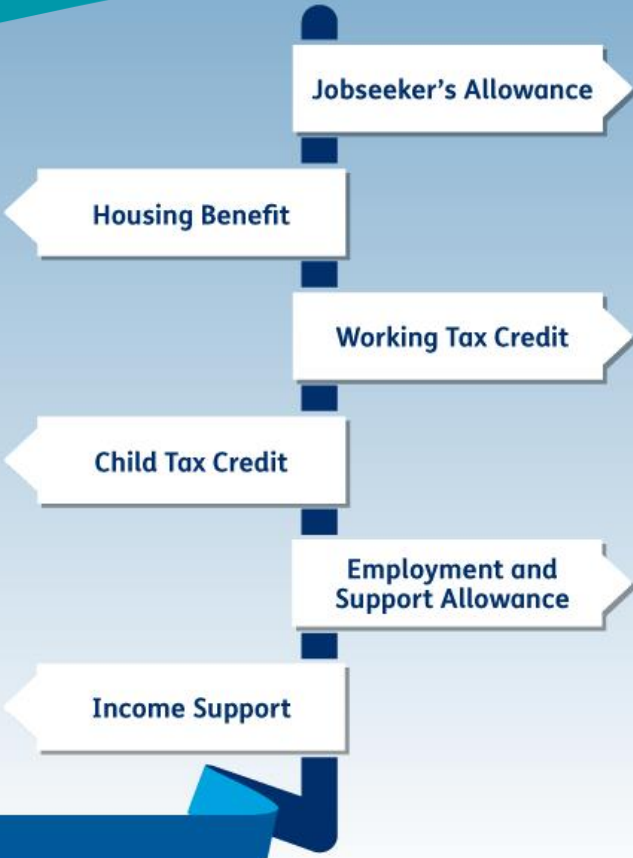 Jobseeker's Allowance
Housing Benefit
Working Tax Credit
Child Tax Credit
Employment and
Support Allowance
Income Support